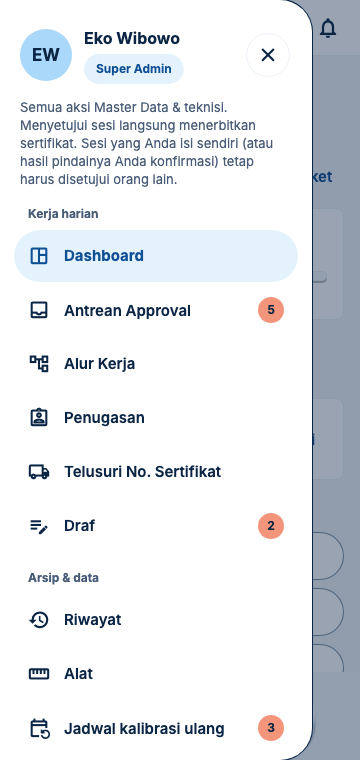 EW
Eko Wibowo
Super Admin
Semua aksi Master Data & teknisi.
Menyetujui sesi langsung menerbitkan
sertifikat. Sesi yang Anda isi sendiri (atau
hasil pindainya Anda konfirmasi) tetap
harus disetujui orang lain.
Kerja harian
Dashboard
Antrean Approval 5
Alur Kerja
Penugasan
Telusuri No. Sertifikat
Draf 2
Arsip & data
Riwayat
Alat
Jadwal kalibrasi ulang 3